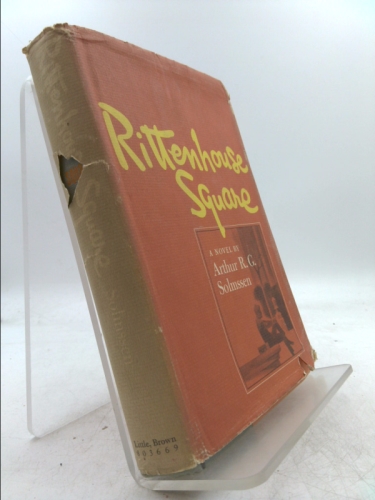 Rittenhouse
Square
A NOVEL BY
Arthur R. G.
Solmssen
Rittenhouse
Square
Solmssen
Little, Brown